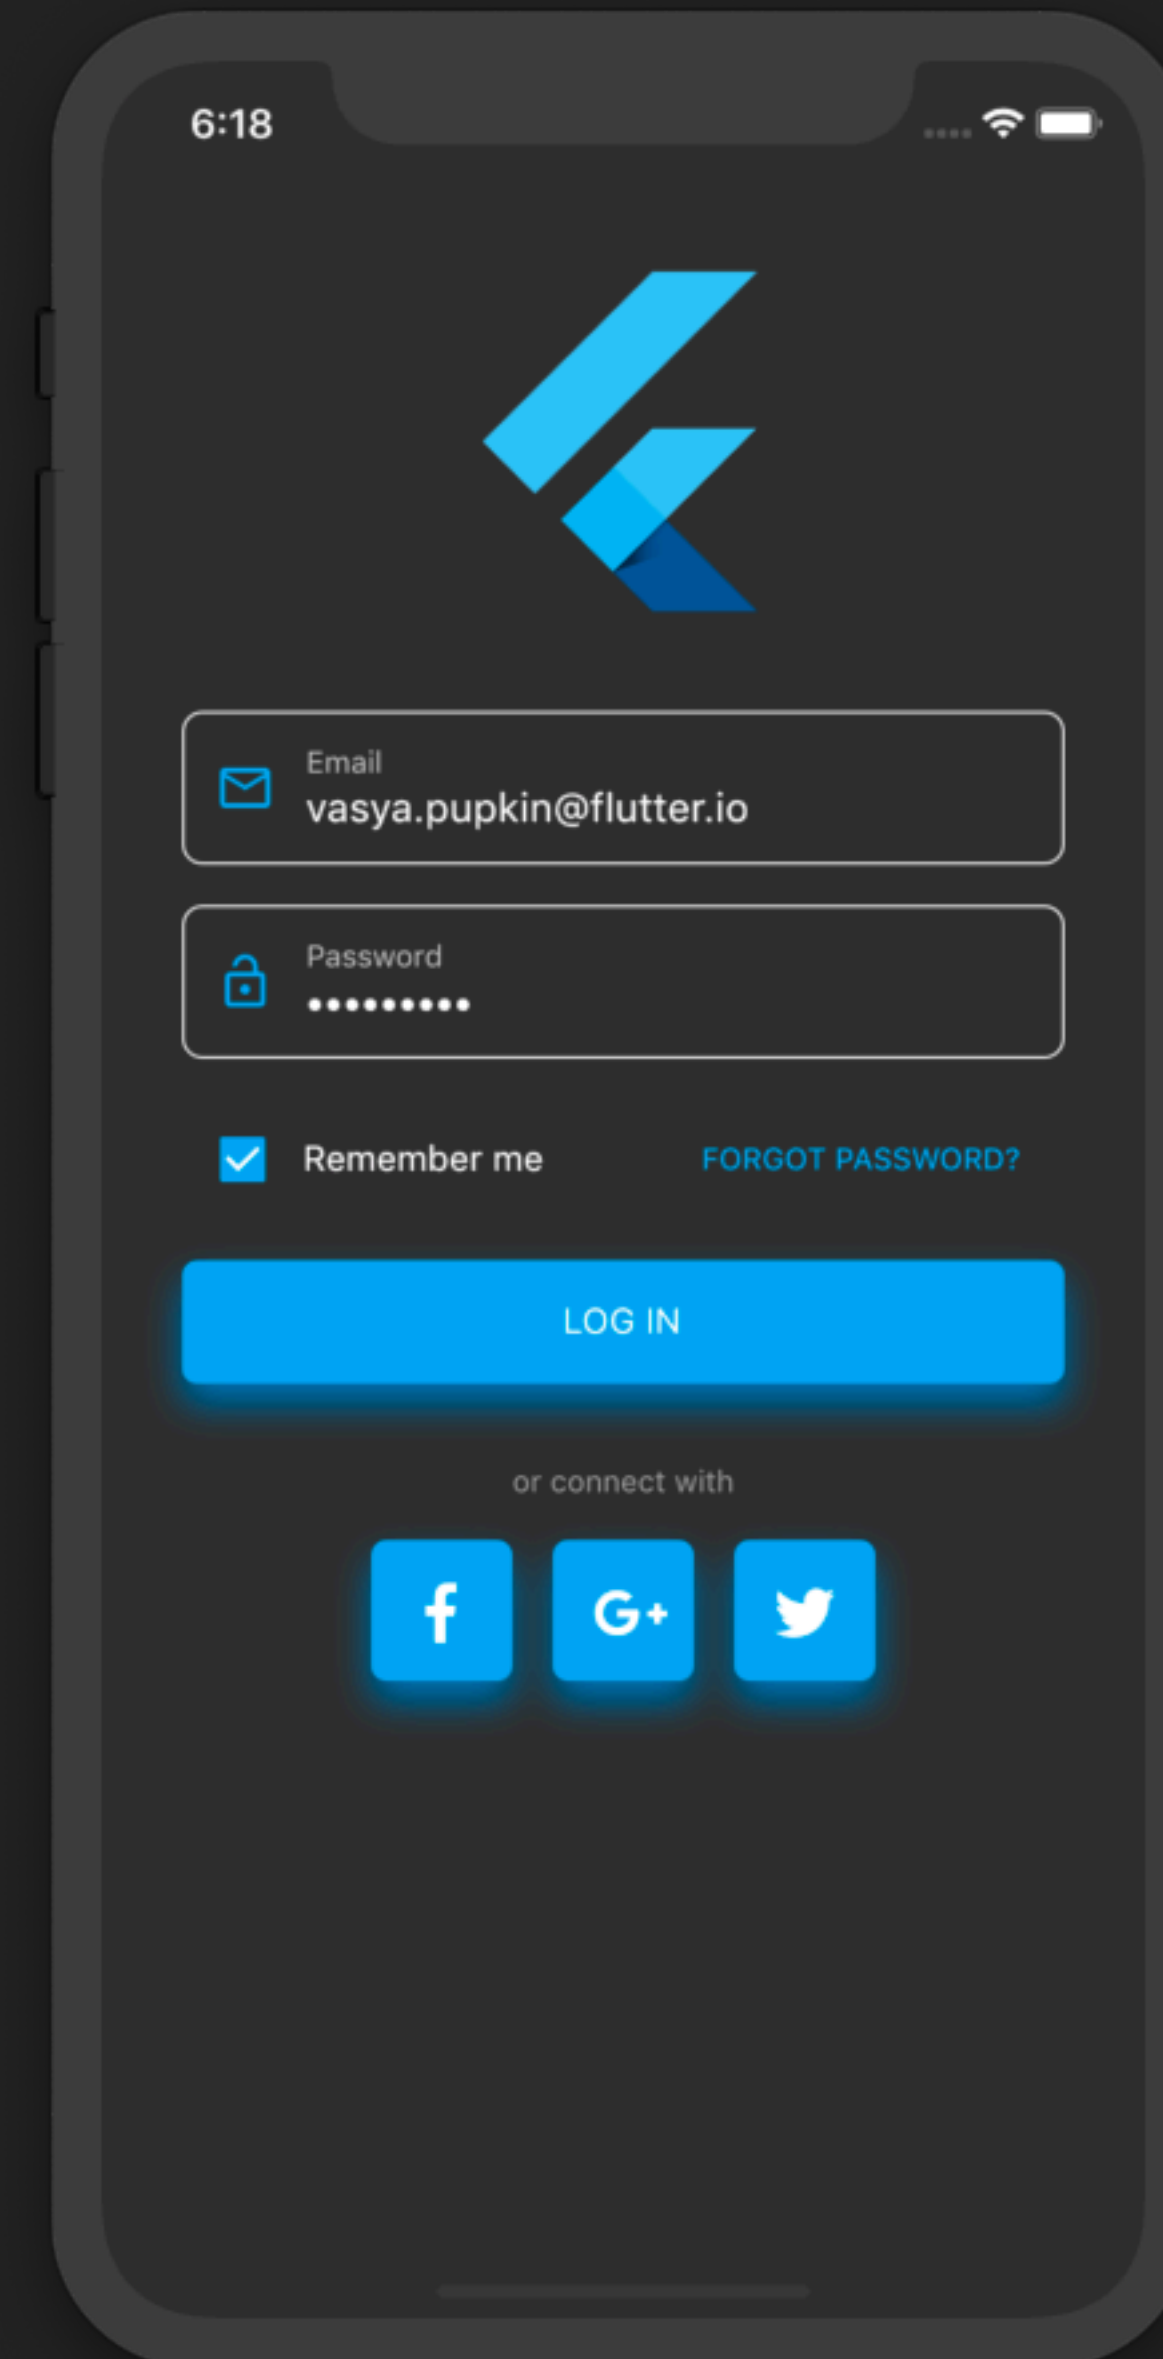 6:18
Email
vasya.pupkin@flutter.io
Password
•••••••••
Remember me
FORGOT PASSWORD?
LOG IN
or connect with
f
G+